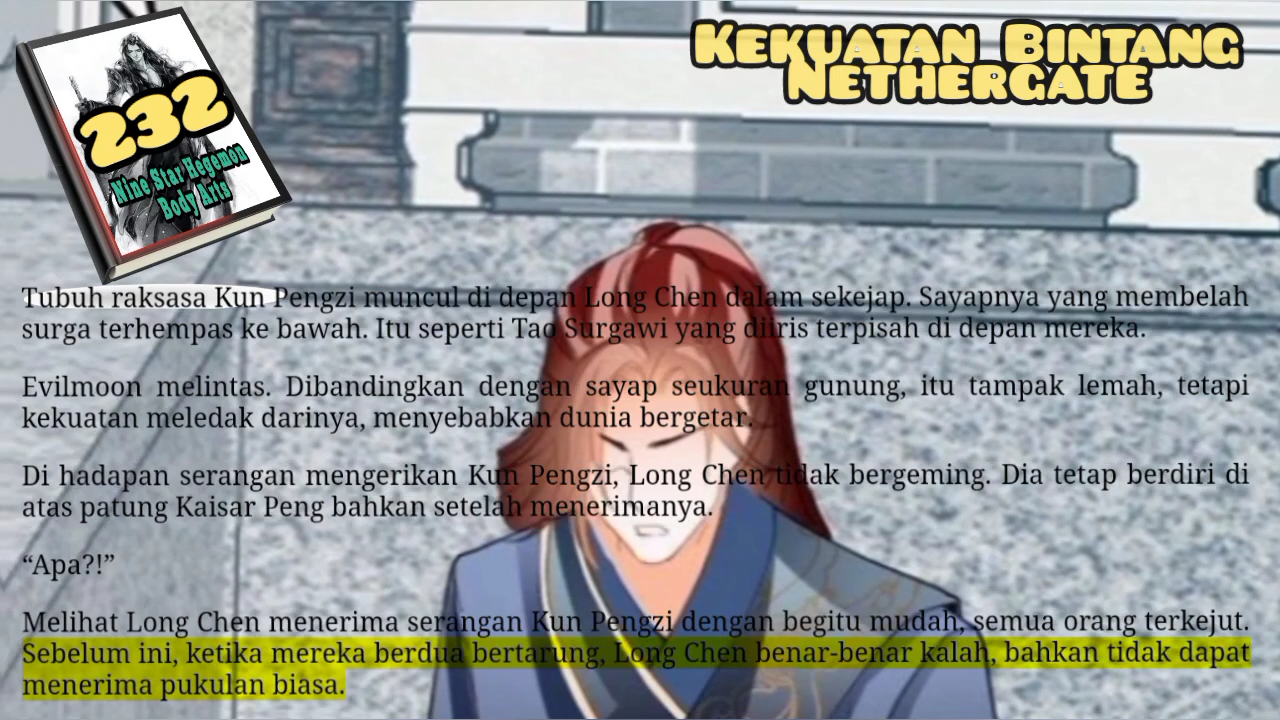 232
Nine Star Hegemon
Body Arts
Kekuatan Bintang
Nethergate
Tubuh raksasa Kun Pengzi muncul di depan Long Chen dalam sekejap. Sayapnya yang membelah
surga terhempas ke bawah. Itu seperti Tao Surgawi yang diiris terpisah di depan mereka.
Evilmoon melintas. Dibandingkan dengan sayap seukuran gunung, itu tampak lemah, tetapi
kekuatan meledak darinya, menyebabkan dunia bergetar.
Di hadapan serangan mengerikan Kun Pengzi, Long Chen tidak bergeming. Dia tetap berdiri di
atas patung Kaisar Peng bahkan setelah menerimanya.
“Apa?!”
Melihat Long Chen menerima serangan Kun Pengzi dengan begitu mudah, semua orang terkejut.
Sebelum ini, ketika mereka berdua bertarung, Long Chen benar-benar kalah, bahkan tidak dapat
menerima pukulan biasa.